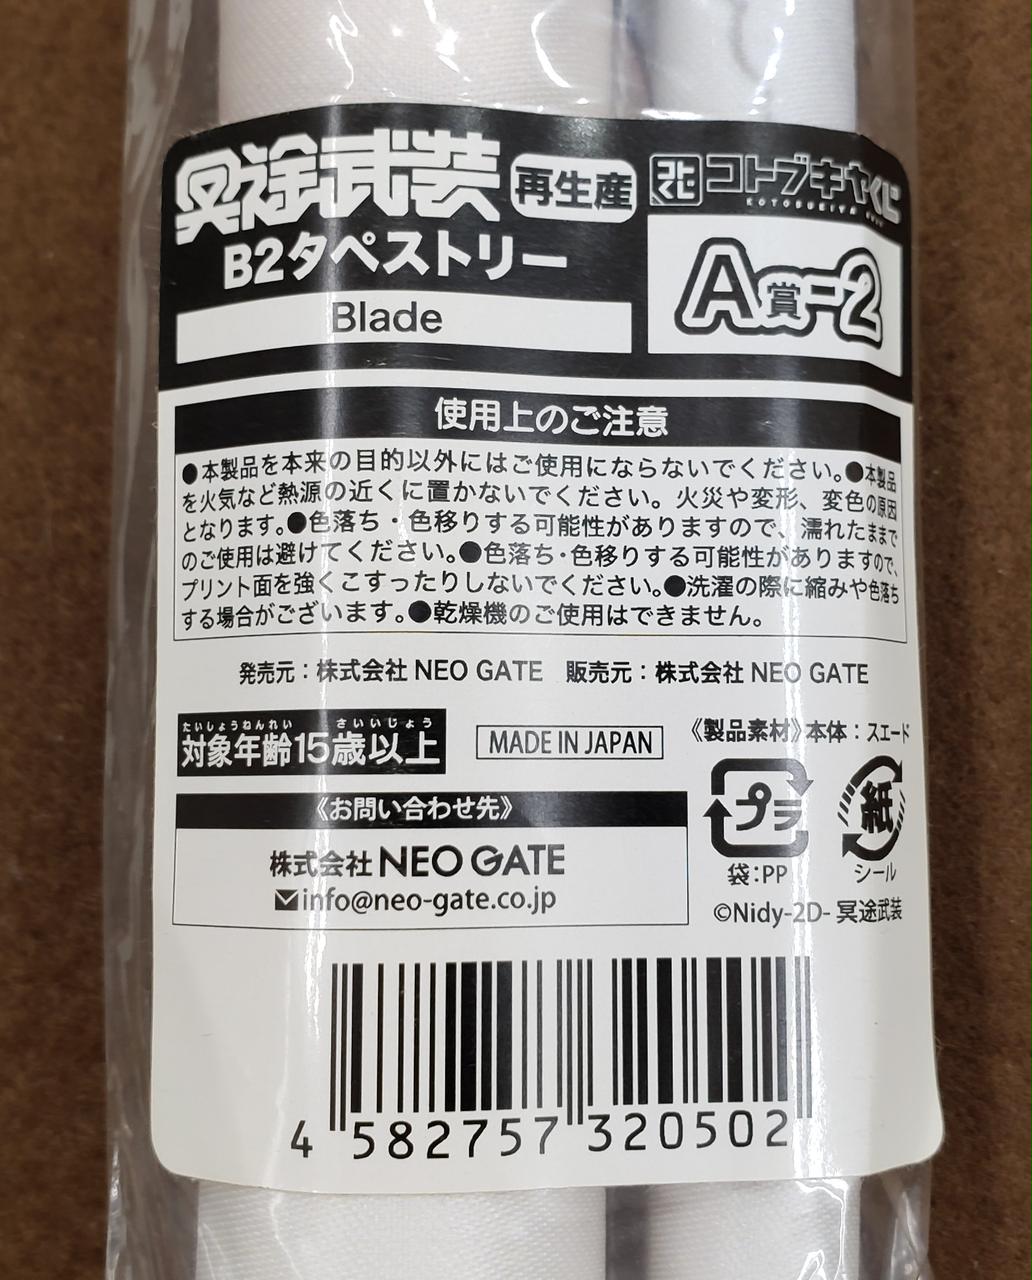 冥途武装 再生産
B2タペストリー
Blade
コトブキヤくじ
KOTOBUKIYA KUJI
A賞-2
使用上のご注意
●本製品を本来の目的以外にはご使用にならないでください。●本製品
を火気など熱源の近くに置かないでください。火災や変形、変色の原因
となります。●色落ち・色移りする可能性がありますので、濡れたままで
のご使用は避けてください。●色落ち・色移りする可能性がありますので、
プリント面を強くこすったりしないでください。●洗濯の際に縮みや色落ち
する場合がございます。●乾燥機のご使用はできません。
発売元：株式会社 NEO GATE 販売元：株式会社 NEO GATE
たいしょうねんれい さいいじょう
対象年齢15歳以上
MADE IN JAPAN
《製品素材》本体：スエード
プラ
袋：PP
紙
シール
《お問い合わせ先》
株式会社 NEO GATE
info@neo-gate.co.jp
©Nidy-2D- 冥途武装
4 582757 320502